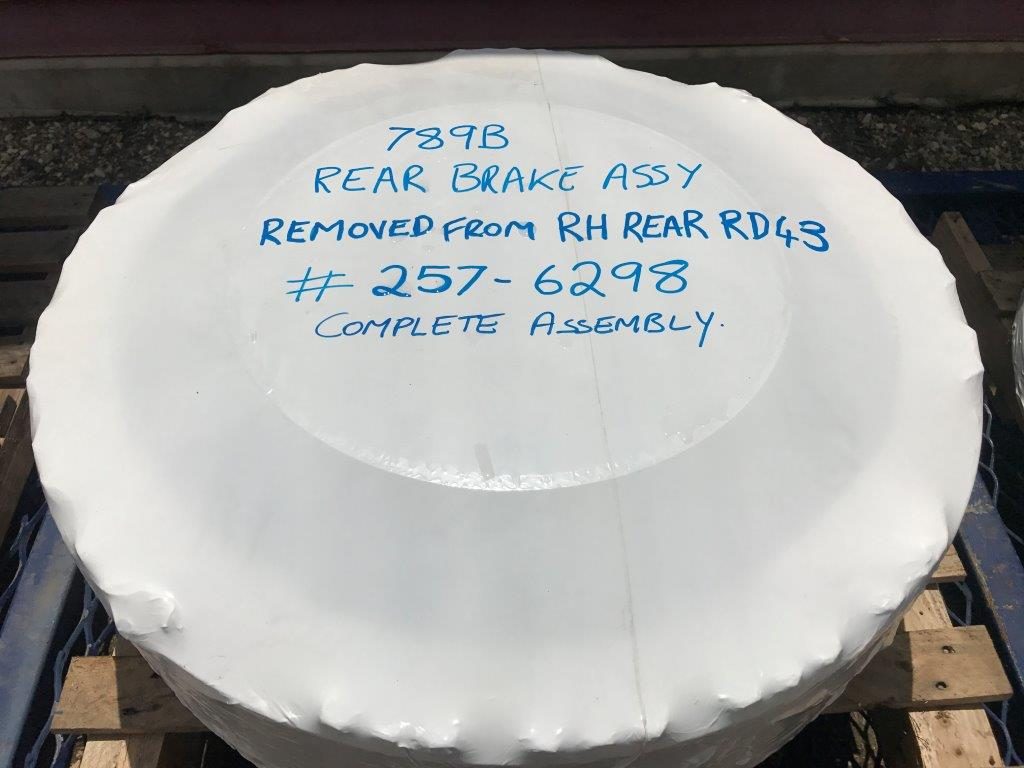 789B
REAR BRAKE ASSY
REMOVED FROM RH REAR RD43
# 257-6298
COMPLETE ASSEMBLY.